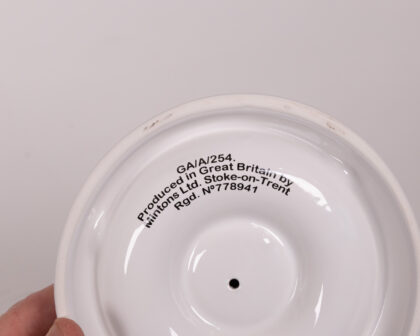 GA/A/254.
Produced in Great Britain by
Mintons Ltd. Stoke-on-Trent
Rgd. Nº778941